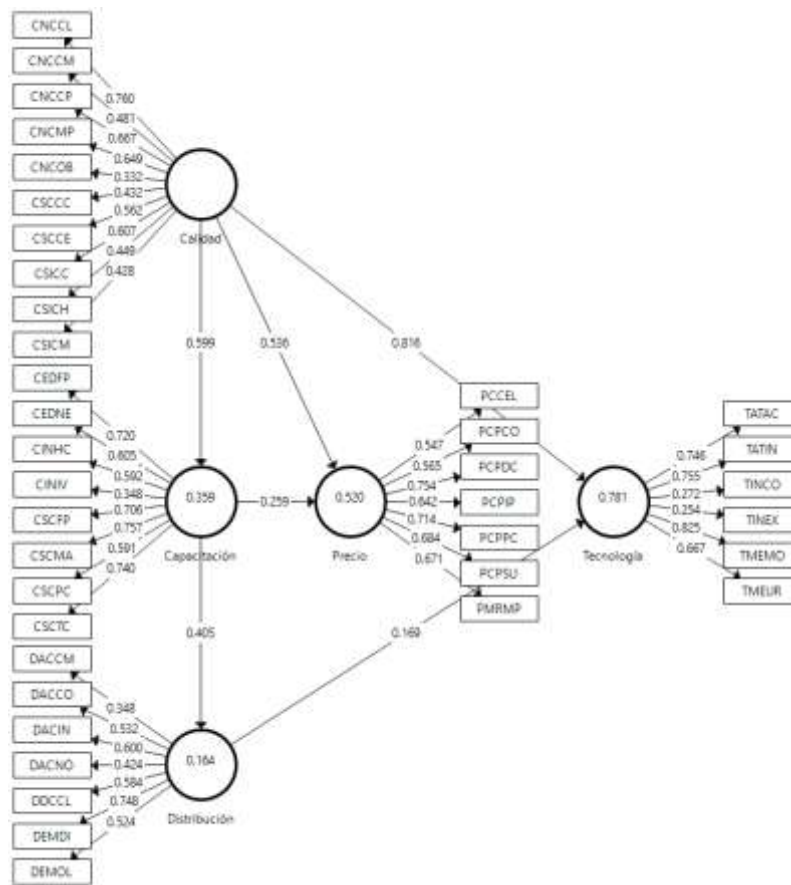 CNCCL
CNCCM
CNCCP
CNCMP
CNCOB
CSCCC
CSCCE
CSICC
CSICH
CSICM
0.760
0.481
0.667
0.649
0.332
0.432
0.562
0.607
0.449
0.428
Calidad
0.599
0.536
0.816
CEDFP
CEDNE
CINHC
CINIV
CSCFP
CSCMA
CSCPC
CSCTC
0.720
0.605
0.592
0.348
0.706
0.757
0.591
0.740
0.359
Capacitación
0.259
0.520
Precio
0.547
0.565
0.754
0.642
0.714
0.684
0.671
PCCEL
PCPCO
PCPDC
PCPIP
PCPPC
PCPSU
PMRMP
0.781
Tecnología
0.746
0.755
0.272
0.254
0.825
0.667
TATAC
TATIN
TINCO
TINEX
TMEMO
TMEUR
0.405
0.169
DACCM
DACCO
DACIN
DACNO
DDCCL
DEMDI
DEMOL
0.348
0.532
0.600
0.424
0.584
0.748
0.524
0.164
Distribución